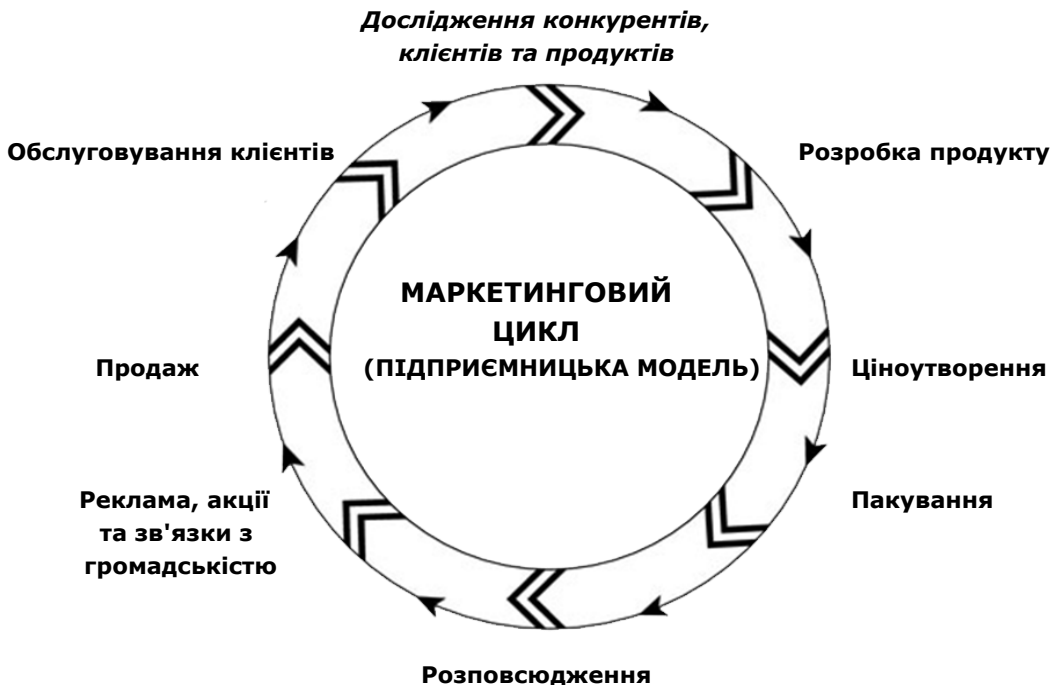 Дослідження конкурентів,
клієнтів та продуктів
Обслуговування клієнтів
Розробка продукту
МАРКЕТИНГОВИЙ
ЦИКЛ
(ПІДПРИЄМНИЦЬКА МОДЕЛЬ)
Продаж
Ціноутворення
Реклама, акції
та зв'язки з
громадськістю
Пакування
Розповсюдження